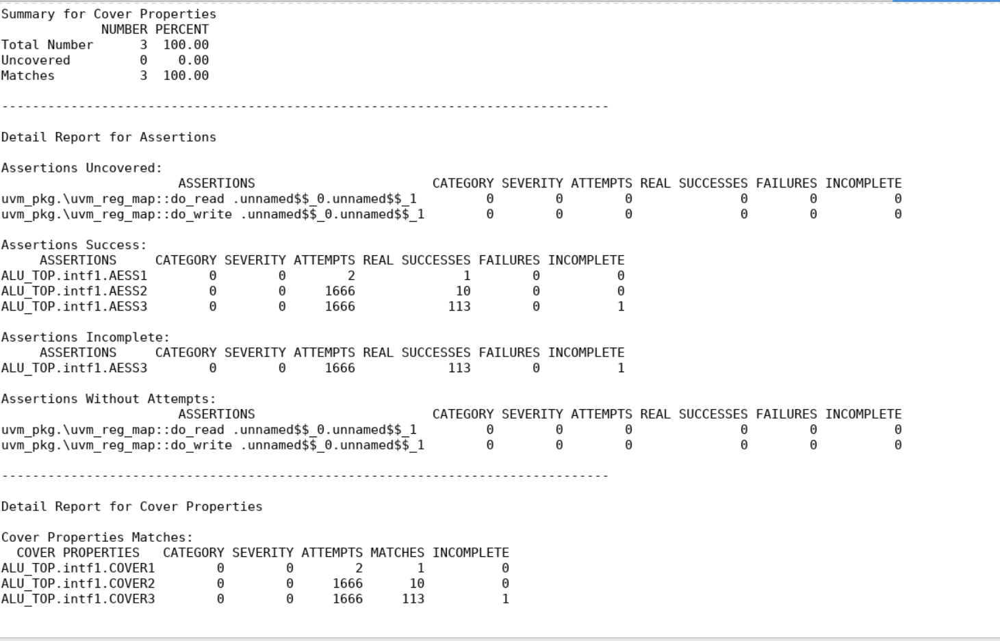 Summary for Cover Properties
             NUMBER PERCENT
Total Number      3  100.00
Uncovered         0    0.00
Matches           3  100.00
-------------------------------------------------------------------------------
Detail Report for Assertions
Assertions Uncovered:
                       ASSERTIONS                       CATEGORY SEVERITY ATTEMPTS REAL SUCCESSES FAILURES INCOMPLETE
uvm_pkg.\uvm_reg_map::do_read .unnamed$$_0.unnamed$$_1         0        0        0              0        0          0
uvm_pkg.\uvm_reg_map::do_write .unnamed$$_0.unnamed$$_1        0        0        0              0        0          0
Assertions Success:
     ASSERTIONS     CATEGORY SEVERITY ATTEMPTS REAL SUCCESSES FAILURES INCOMPLETE
ALU_TOP.intf1.AESS1        0        0        2              1        0          0
ALU_TOP.intf1.AESS2        0        0     1666             10        0          0
ALU_TOP.intf1.AESS3        0        0     1666            113        0          1
Assertions Incomplete:
     ASSERTIONS     CATEGORY SEVERITY ATTEMPTS REAL SUCCESSES FAILURES INCOMPLETE
ALU_TOP.intf1.AESS3        0        0     1666            113        0          1
Assertions Without Attempts:
                       ASSERTIONS                       CATEGORY SEVERITY ATTEMPTS REAL SUCCESSES FAILURES INCOMPLETE
uvm_pkg.\uvm_reg_map::do_read .unnamed$$_0.unnamed$$_1         0        0        0              0        0          0
uvm_pkg.\uvm_reg_map::do_write .unnamed$$_0.unnamed$$_1        0        0        0              0        0          0
-------------------------------------------------------------------------------
Detail Report for Cover Properties
Cover Properties Matches:
  COVER PROPERTIES   CATEGORY SEVERITY ATTEMPTS MATCHES INCOMPLETE
ALU_TOP.intf1.COVER1        0        0        2       1          0
ALU_TOP.intf1.COVER2        0        0     1666      10          0
ALU_TOP.intf1.COVER3        0        0     1666     113          1